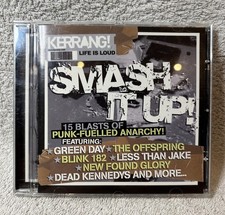 KERRANG!
LIFE IS LOUD
SMASH
IT UP!
15 BLASTS OF
PUNK-FUELLED ANARCHY!
FEATURING:
★GREEN DAY★THE OFFSPRING
★BLINK 182★LESS THAN JAKE
★NEW FOUND GLORY
★DEAD KENNEDYS AND MORE...